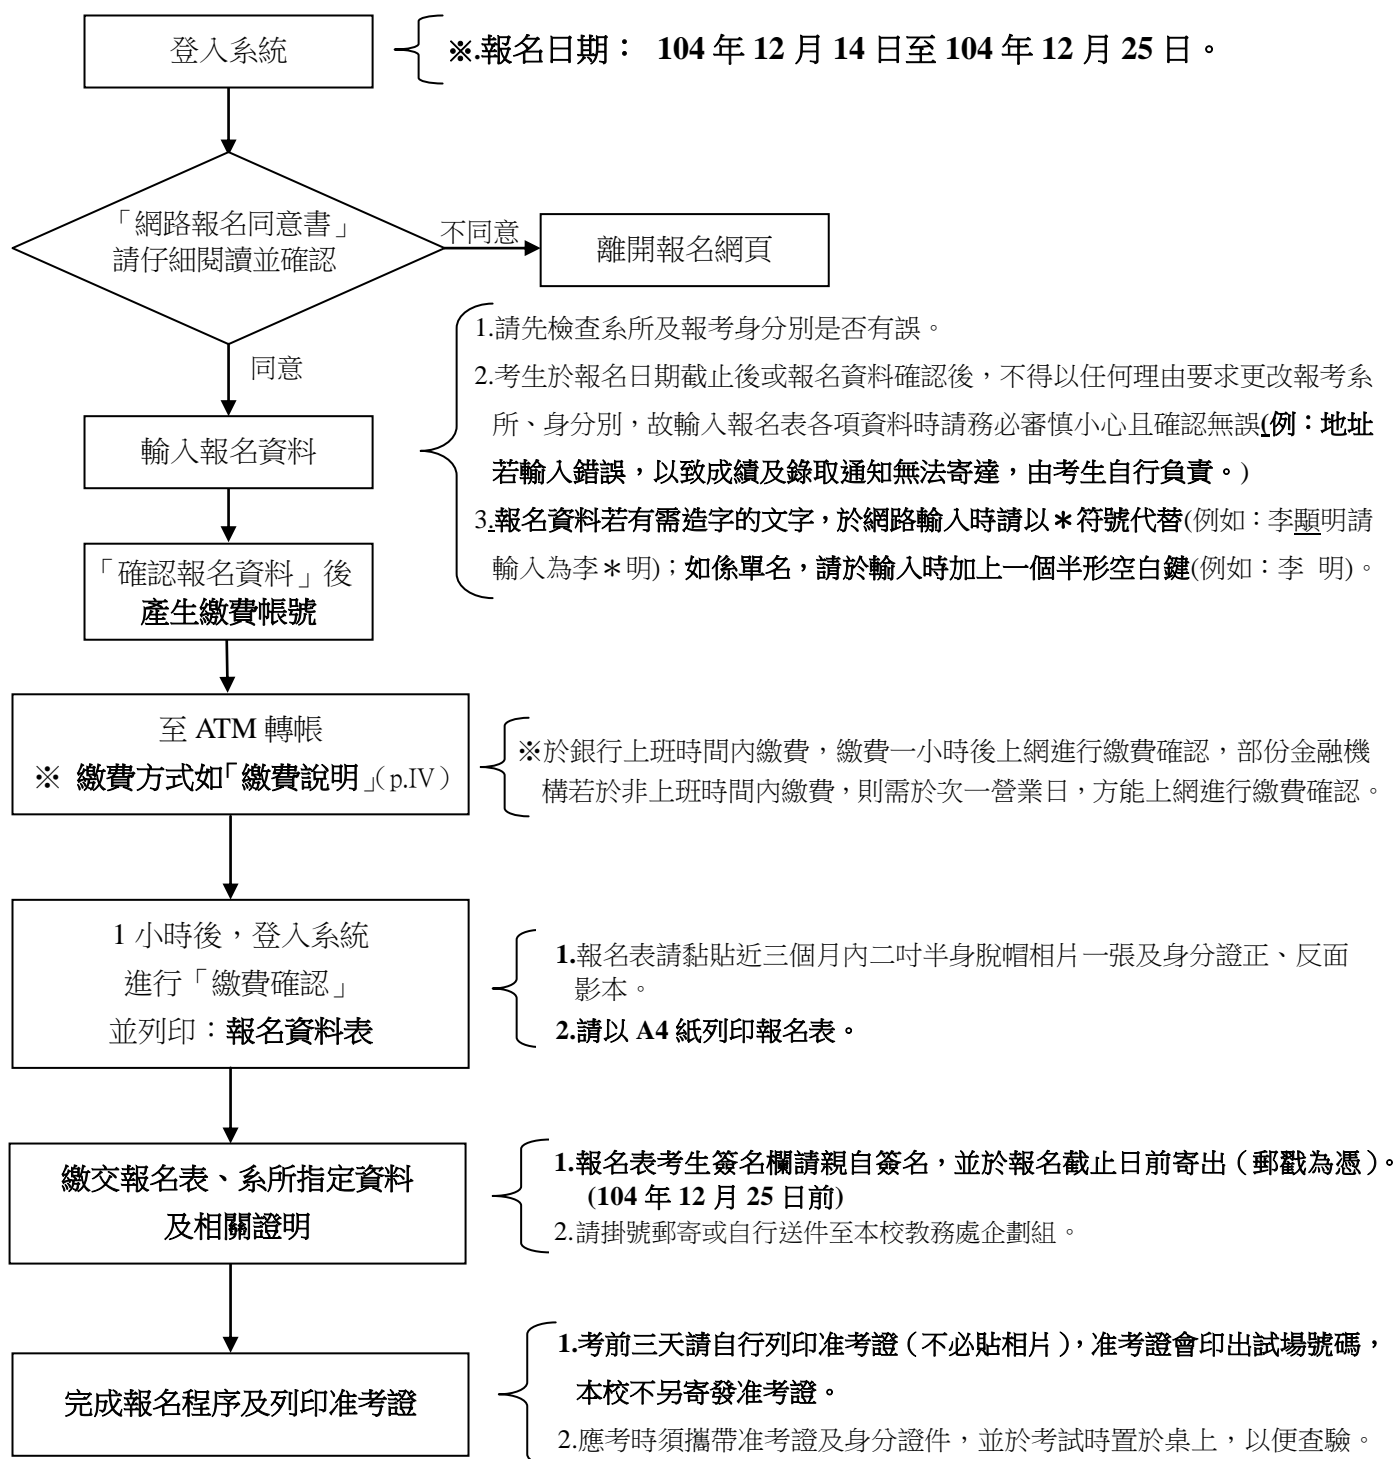 登入系統
※.報名日期： 104 年 12 月 14 日至 104 年 12 月 25 日。
「網路報名同意書」
請仔細閱讀並確認
不同意
離開報名網頁
同意
1.請先檢查系所及報考身分別是否有誤。
2.考生於報名日期截止後或報名資料確認後，不得以任何理由要求更改報考系
所、身分別，故輸入報名表各項資料時請務必審慎小心且確認無誤(例：地址
若輸入錯誤，以致成績及錄取通知無法寄達，由考生自行負責。)
3.報名資料若有需造字的文字，於網路輸入時請以＊符號代替(例如：李顯明請
輸入為李＊明)；如係單名，請於輸入時加上一個半形空白鍵(例如：李 明)。
輸入報名資料
「確認報名資料」後
產生繳費帳號
至 ATM 轉帳
※ 繳費方式如「繳費說明」(p.IV)
※於銀行上班時間內繳費，繳費一小時後上網進行繳費確認，部份金融機
構若於非上班時間內繳費，則需於次一營業日，方能上網進行繳費確認。
1 小時後，登入系統
進行「繳費確認」
並列印：報名資料表
1.報名表請黏貼近三個月內二吋半身脫帽相片一張及身分證正、反面
影本。
2.請以 A4 紙列印報名表。
繳交報名表、系所指定資料
及相關證明
1.報名表考生簽名欄請親自簽名，並於報名截止日前寄出（郵戳為憑）。
(104 年 12 月 25 日前)
2.請掛號郵寄或自行送件至本校教務處企劃組。
完成報名程序及列印准考證
1.考前三天請自行列印准考證（不必貼相片），准考證會印出試場號碼，
本校不另寄發准考證。
2.應考時須攜帶准考證及身分證件，並於考試時置於桌上，以便查驗。